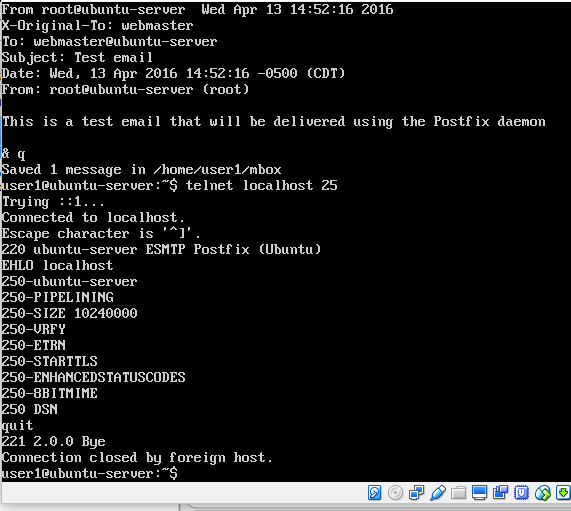 From root@ubuntu-server  Wed Apr 13 14:52:16 2016
X-Original-To: webmaster
To: webmaster@ubuntu-server
Subject: Test email
Date: Wed, 13 Apr 2016 14:52:16 -0500 (CDT)
From: root@ubuntu-server (root)

This is a test email that will be delivered using the Postfix daemon

& q
Saved 1 message in /home/user1/mbox
user1@ubuntu-server:~$ telnet localhost 25
Trying ::1...
Connected to localhost.
Escape character is '^]'.
220 ubuntu-server ESMTP Postfix (Ubuntu)
EHLO localhost
250-ubuntu-server
250-PIPELINING
250-SIZE 10240000
250-VRFY
250-ETRN
250-STARTTLS
250-ENHANCEDSTATUSCODES
250-8BITMIME
250 DSN
quit
221 2.0.0 Bye
Connection closed by foreign host.
user1@ubuntu-server:~$